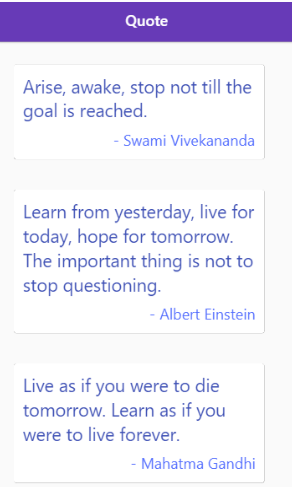 Quote
Arise, awake, stop not till the
goal is reached.
- Swami Vivekananda
Learn from yesterday, live for
today, hope for tomorrow.
The important thing is not to
stop questioning.
- Albert Einstein
Live as if you were to die
tomorrow. Learn as if you
were to live forever.
- Mahatma Gandhi